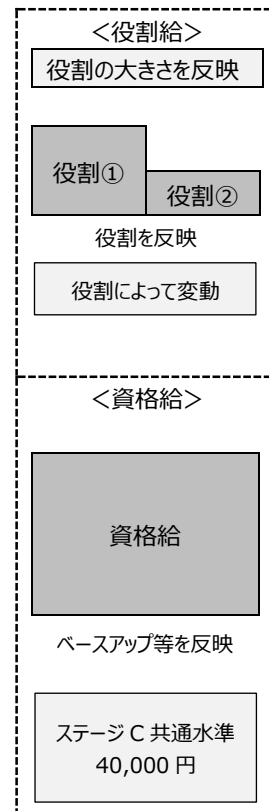 ＜役割給＞
役割の大きさを反映
役割①
役割②
役割を反映
役割によって変動
＜資格給＞
資格給
ベースアップ等を反映
ステージ C 共通水準
40,000 円